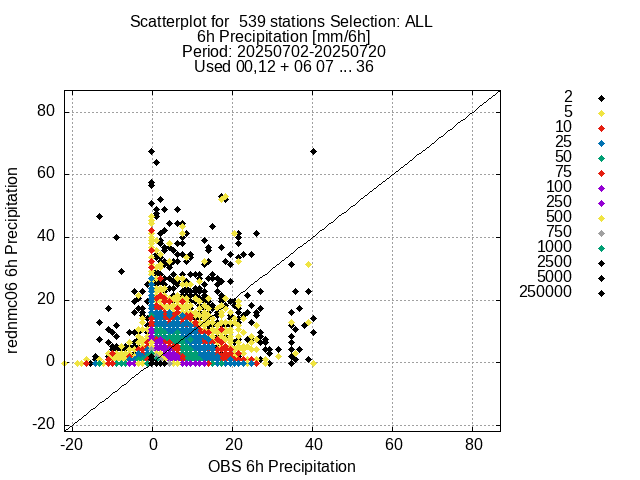 Scatterplot for  539 stations Selection: ALL
6h Precipitation [mm/6h]
Period: 20250702-20250720
Used 00,12 + 06 07 ... 36
rednmc06 6h Precipitation
80
60
40
20
0
-20
-20 0 20 40 60 80
OBS 6h Precipitation
2
5
10
25
50
75
100
250
500
750
1000
2500
5000
250000